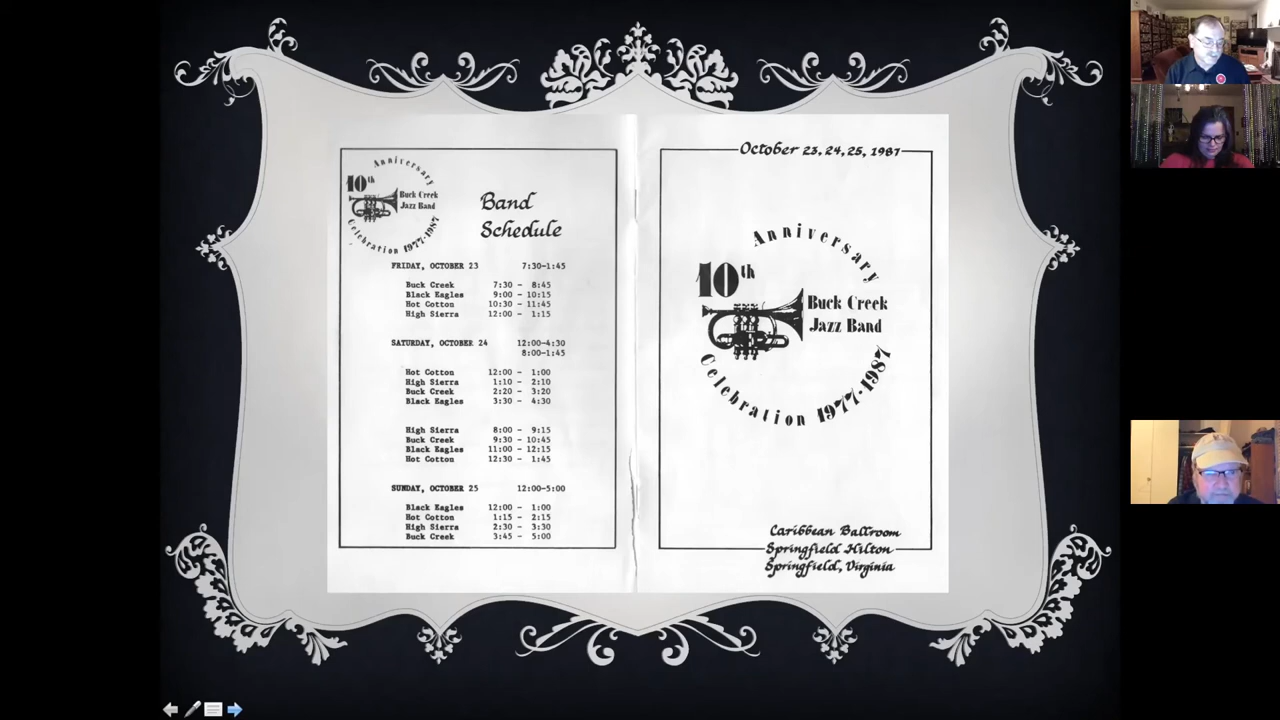 Anniversary
10th
Buck Creek
Jazz Band
Celebration 1977-1987
Band
Schedule
FRIDAY, OCTOBER 23 7:30-1:45
Buck Creek 7:30 - 8:45
Black Eagles 9:00 - 10:15
Hot Cotton 10:30 - 11:45
High Sierra 12:00 - 1:15
SATURDAY, OCTOBER 24 12:00-4:30
8:00-1:45
Hot Cotton 12:00 - 1:00
High Sierra 1:10 - 2:10
Buck Creek 2:20 - 3:20
Black Eagles 3:30 - 4:30
High Sierra 8:00 - 9:15
Buck Creek 9:30 - 10:45
Black Eagles 11:00 - 12:15
Hot Cotton 12:30 - 1:45
SUNDAY, OCTOBER 25 12:00-5:00
Black Eagles 12:00 - 1:00
Hot Cotton 1:15 - 2:15
High Sierra 2:30 - 3:30
Buck Creek 3:45 - 5:00
October 23, 24, 25, 1987
Anniversary
10th
Buck Creek
Jazz Band
Celebration 1977-1987
Caribbean Ballroom
Springfield Hilton
Springfield, Virginia